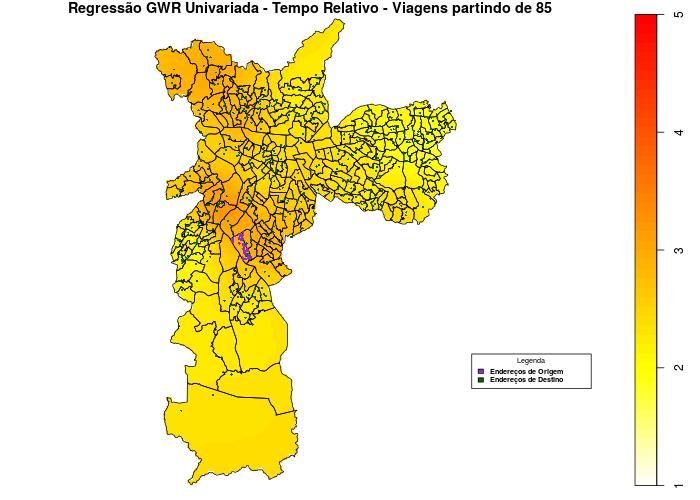 Regressão GWR Univariada - Tempo Relativo - Viagens partindo de 85
5
4
3
2
1
Legenda
Endereços de Origem
Endereços de Destino